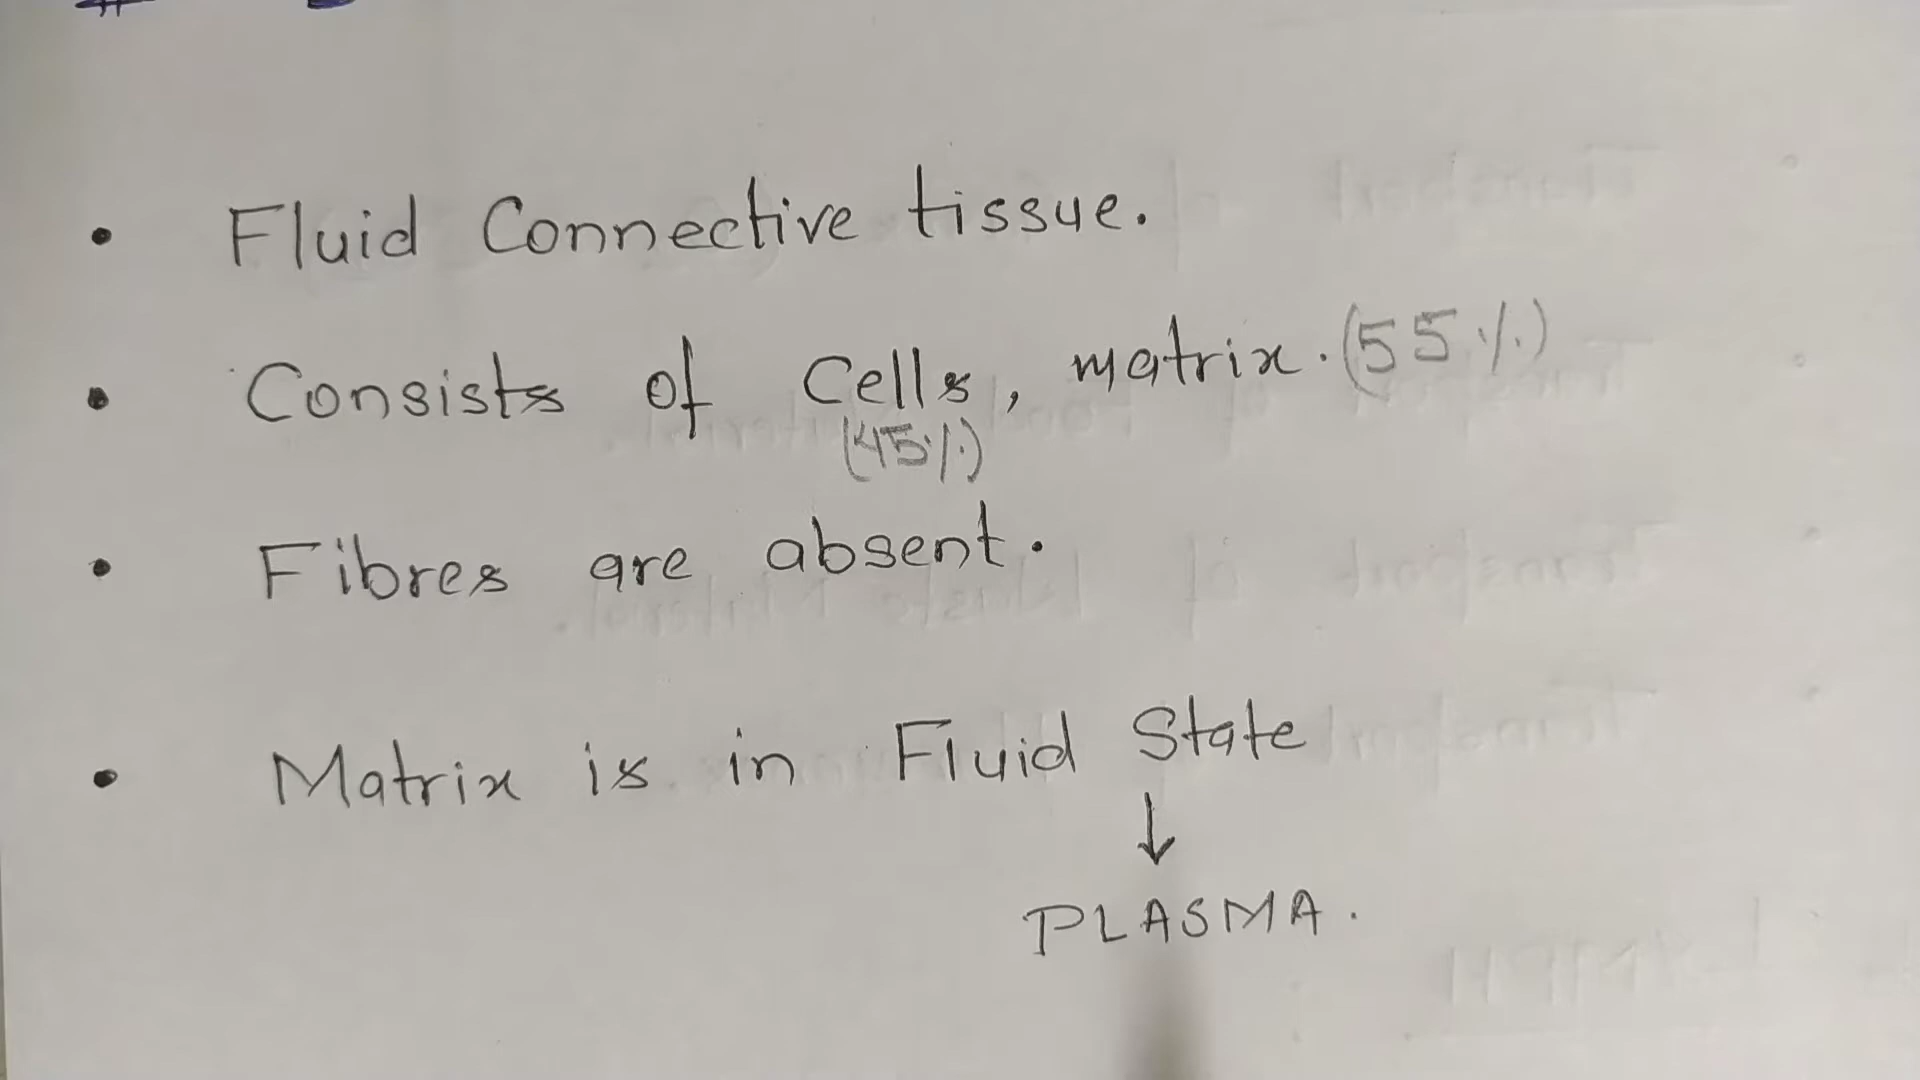 • Fluid Connective tissue.
• Consists of Cells, matrix. (55%)
(45%)
• Fibres are absent.
• Matrix is in Fluid State
↓
PLASMA.